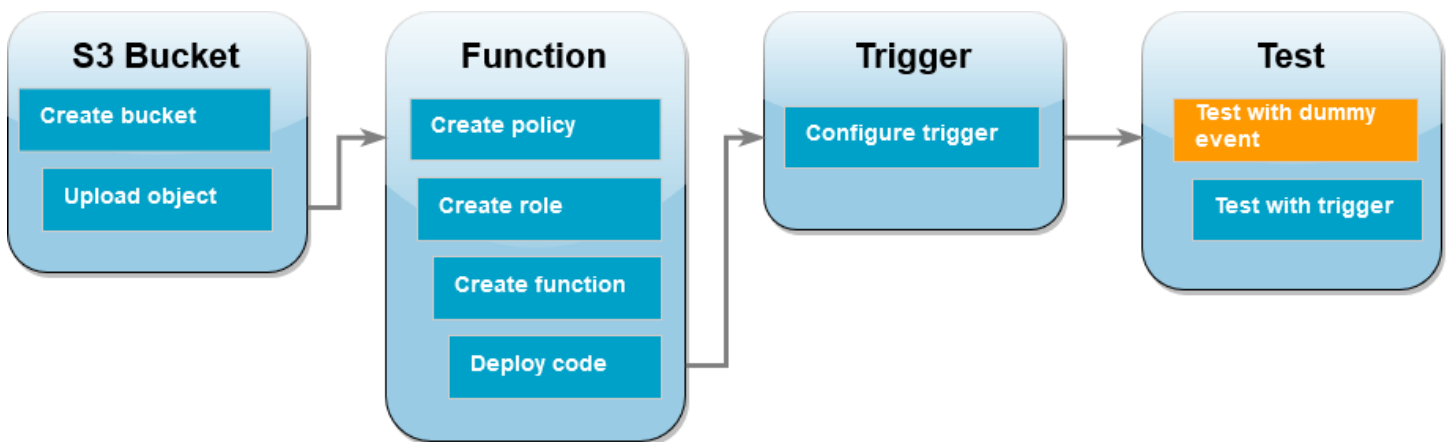 S3 Bucket
Create bucket
Upload object
Function
Create policy
Create role
Create function
Deploy code
Trigger
Configure trigger
Test
Test with dummy
event
Test with trigger